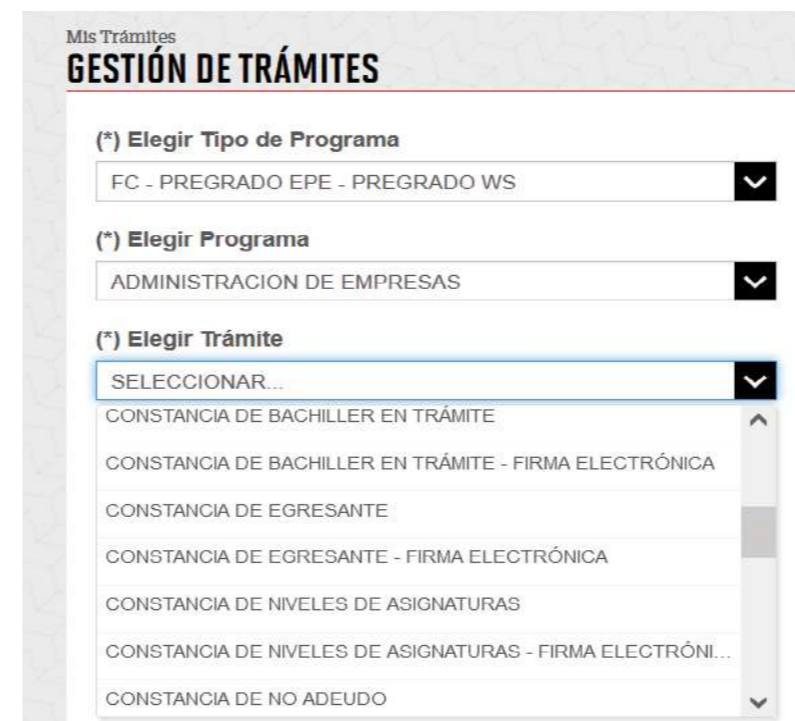 Mis Trámites
GESTIÓN DE TRÁMITES
(*) Elegir Tipo de Programa
FC - PREGRADO EPE - PREGRADO WS
(*) Elegir Programa
ADMINISTRACION DE EMPRESAS
(*) Elegir Trámite
SELECCIONAR...
CONSTANCIA DE BACHILLER EN TRÁMITE
CONSTANCIA DE BACHILLER EN TRÁMITE - FIRMA ELECTRÓNICA
CONSTANCIA DE EGRESANTE
CONSTANCIA DE EGRESANTE - FIRMA ELECTRÓNICA
CONSTANCIA DE NIVELES DE ASIGNATURAS
CONSTANCIA DE NIVELES DE ASIGNATURAS - FIRMA ELECTRÓNI...
CONSTANCIA DE NO ADEUDO